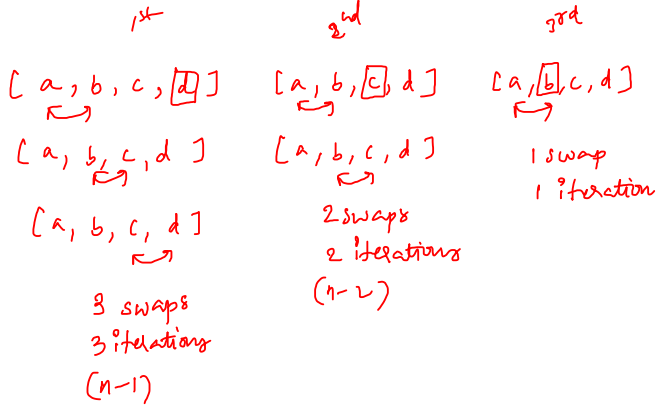 1st
[ a, b, c, d ]
[ a, b, c, d ]
[ a, b, c, d ]
3 swaps
3 iterations
(n-1)
2nd
[ a, b, c, d ]
[ a, b, c, d ]
2 swaps
2 iterations
(n-2)
3rd
[ a, b, c, d ]
1 swap
1 iteration